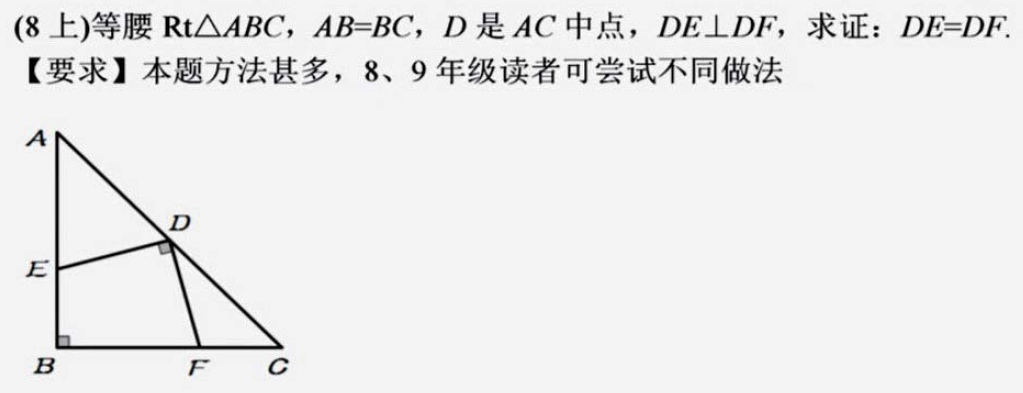 (8 上)等腰 Rt△ABC，AB=BC，D 是 AC 中点，DE⊥DF，求证：DE=DF.
【要求】本题方法甚多，8、9 年级读者可尝试不同做法
A
D
E
B
F
C